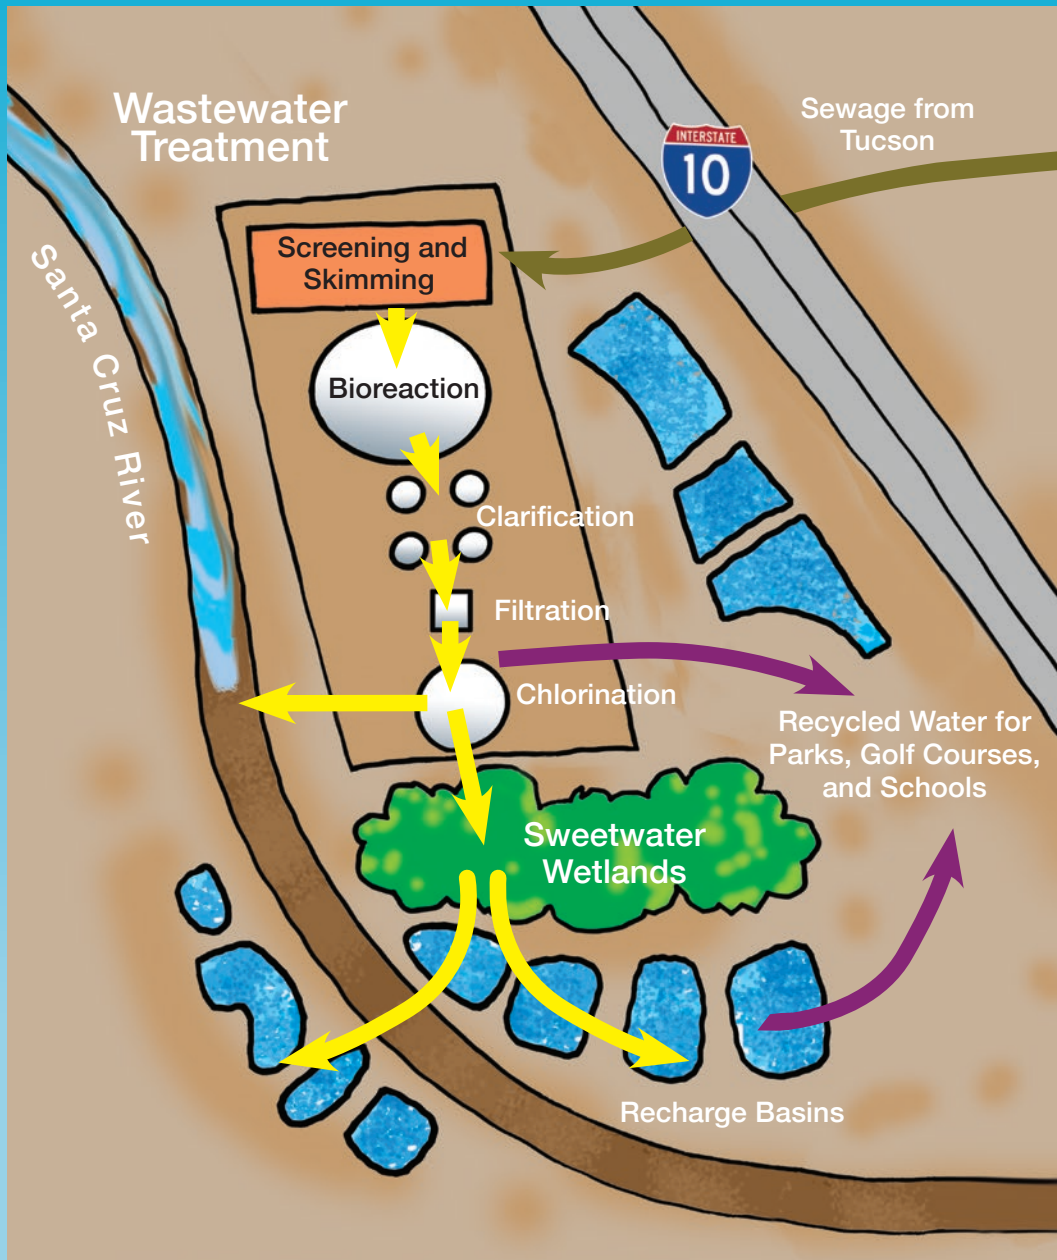 Wastewater
Treatment
Sewage from
Tucson
INTERSTATE
10
Screening and
Skimming
Santa Cruz River
Bioreaction
Clarification
Filtration
Chlorination
Recycled Water for
Parks, Golf Courses,
and Schools
Sweetwater
Wetlands
Recharge Basins